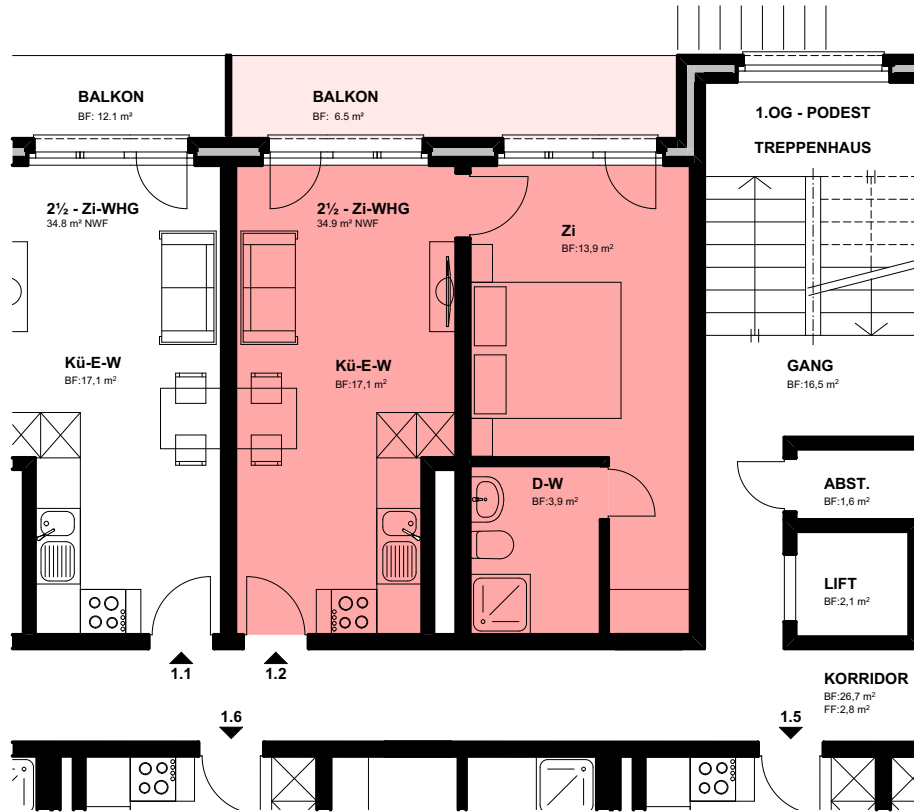 BALKON
BF: 12.1 m²
BALKON
BF: 6.5 m²
1.OG - PODEST
TREPPENHAUS
2½ - Zi-WHG
34.8 m² NWF
2½ - Zi-WHG
34.9 m² NWF
Zi
BF:13,9 m²
Kü-E-W
BF:17,1 m²
Kü-E-W
BF:17,1 m²
GANG
BF:16,5 m²
D-W
BF:3,9 m²
ABST.
BF:1,6 m²
LIFT
BF:2,1 m²
1.1
1.2
KORRIDOR
BF:26,7 m²
FF:2,8 m²
1.6
1.5